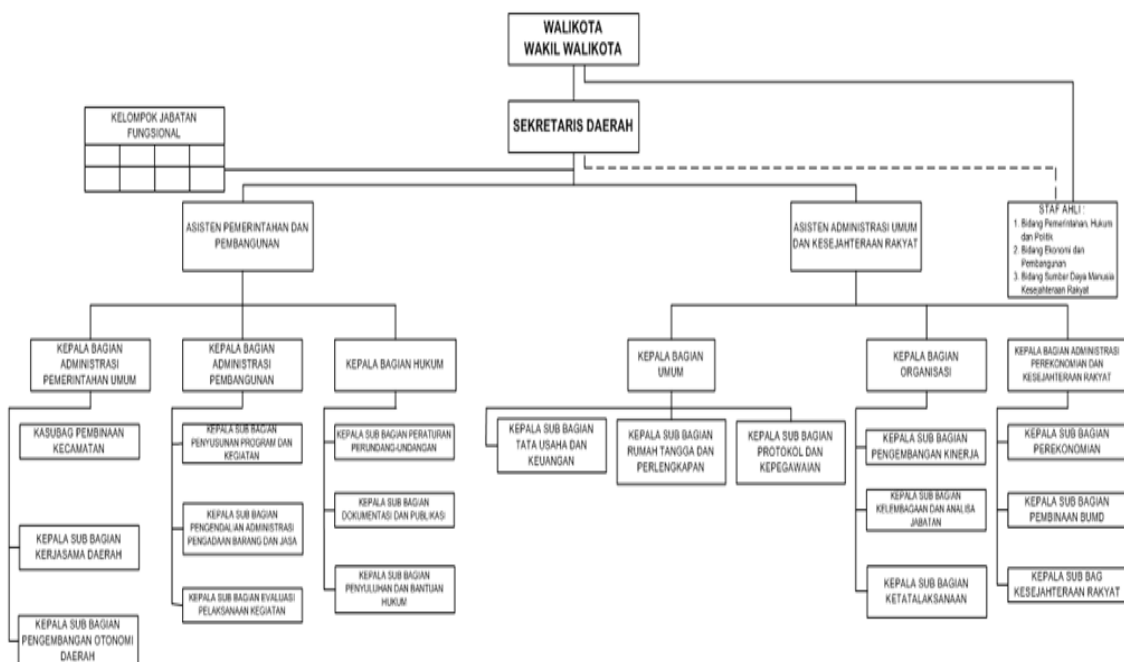 WALIKOTA
WAKIL WALIKOTA
SEKRETARIS DAERAH
KELOMPOK JABATAN
FUNGSIONAL
ASISTEN PEMERINTAHAN DAN
PEMBANGUNAN
ASISTEN ADMINISTRASI UMUM
DAN KESEJAHTERAAN RAKYAT
STAF AHLI :
1. Bidang Pemerintahan, Hukum
dan Politik
2. Bidang Ekonomi dan
Pembangunan
3. Bidang Sumber Daya Manusia
Kesejahteraan Rakyat
KEPALA BAGIAN
ADMINISTRASI
PEMERINTAHAN UMUM
KEPALA BAGIAN
ADMINISTRASI
PEMBANGUNAN
KEPALA BAGIAN HUKUM
KEPALA BAGIAN
UMUM
KEPALA BAGIAN
ORGANISASI
KEPALA BAGIAN ADMINISTRASI
PEREKONOMIAN DAN
KESEJAHTERAAN RAKYAT
KASUBAG PEMBINAAN
KECAMATAN
KEPALA SUB BAGIAN
KERJASAMA DAERAH
KEPALA SUB BAGIAN
PENGEMBANGAN OTONOMI
DAERAH
KEPALA SUB BAGIAN
PENYUSUNAN PROGRAM DAN
KEGIATAN
KEPALA SUB BAGIAN
PENGENDALIAN ADMINISTRASI
PENGADAAN BARANG DAN JASA
KEPALA SUB BAGIAN EVALUASI
PELAKSANAAN KEGIATAN
KEPALA SUB BAGIAN PERATURAN
PERUNDANG-UNDANGAN
KEPALA SUB BAGIAN
DOKUMENTASI DAN PUBLIKASI
KEPALA SUB BAGIAN
PENYULUHAN DAN BANTUAN
HUKUM
KEPALA SUB BAGIAN
TATA USAHA DAN
KEUANGAN
KEPALA SUB BAGIAN
RUMAH TANGGA DAN
PERLENGKAPAN
KEPALA SUB BAGIAN
PROTOKOL DAN
KEPEGAWAIAN
KEPALA SUB BAGIAN
PENGEMBANGAN KINERJA
KEPALA SUB BAGIAN
KELEMBAGAAN DAN ANALISA
JABATAN
KEPALA SUB BAGIAN
KETATALAKSANAAN
KEPALA SUB BAGIAN
PEREKONOMIAN
KEPALA SUB BAGIAN
PEMBINAAN BUMD
KEPALA SUB BAG
KESEJAHTERAAN RAKYAT